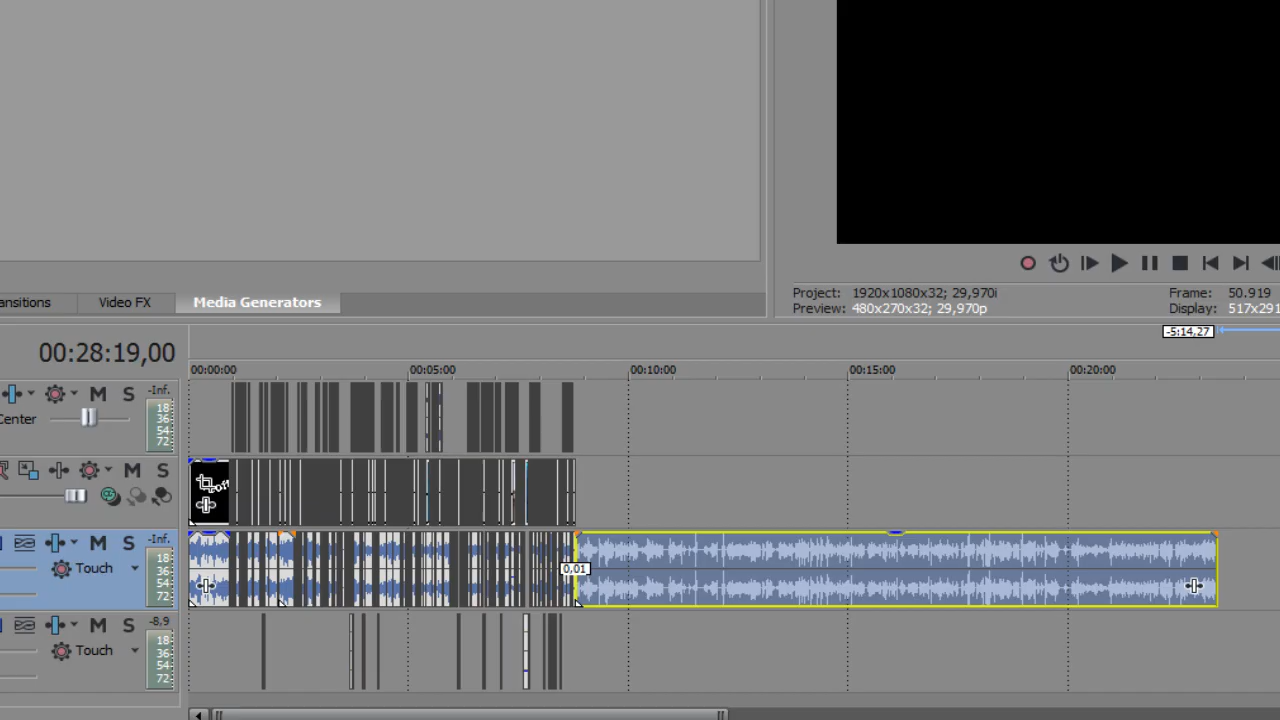 ansitions Video FX Media Generators
Project: 1920x1080x32; 29,970i Frame: 50.919
Preview: 480x270x32; 29,970p Display: 517x291
-5:14,27
00:28:19,00
00:00:00 00:05:00 00:10:00 00:15:00 00:20:00
M S -Inf.
18
36
54
72
Center
M S
off
M S -Inf.
18
36
54
72
Touch
0,01
M S -8,9
18
36
54
72
Touch